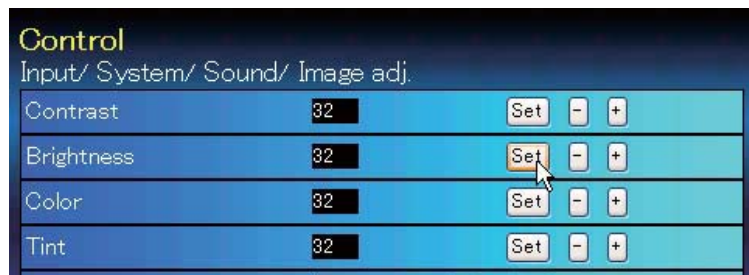 Control
Input/ System/ Sound/ Image adj.
Contrast 32 Set - +
Brightness 32 Set - +
Color 32 Set - +
Tint 32 Set - +